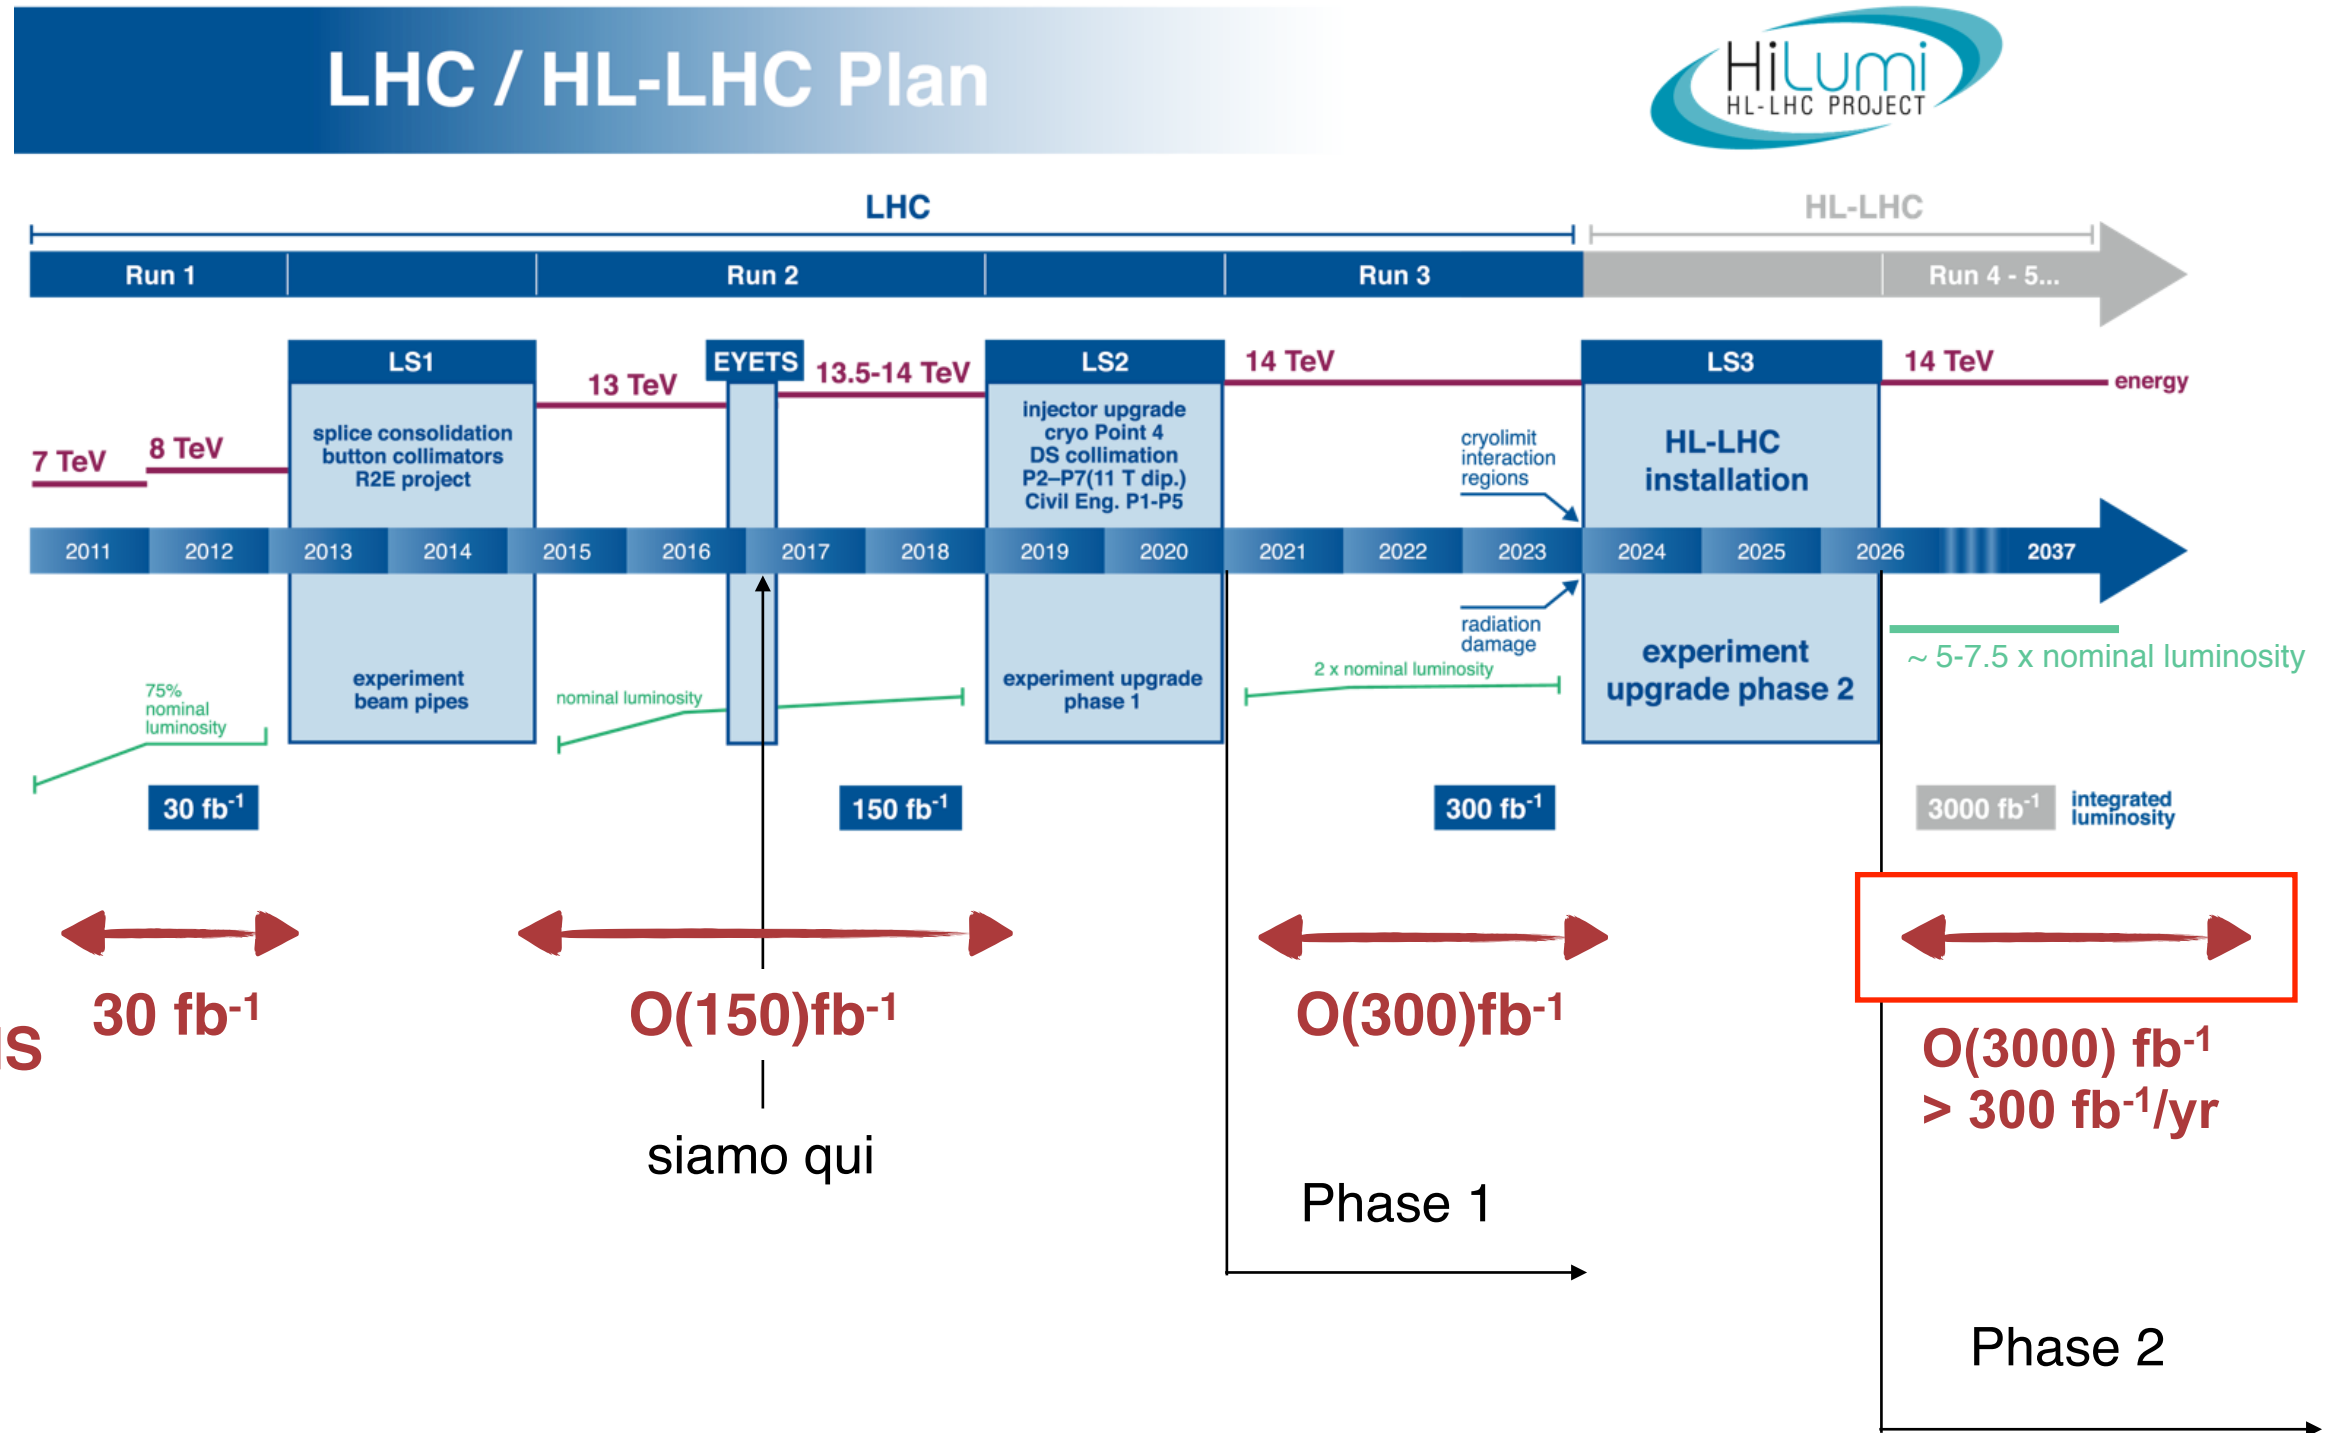 LHC / HL-LHC Plan
HiLumi
HL-LHC PROJECT
LHC
HL-LHC
Run 1
Run 2
Run 3
Run 4 - 5...
LS1
EYETS
LS2
LS3
7 TeV
8 TeV
13 TeV
13.5-14 TeV
14 TeV
14 TeV
energy
splice consolidation
button collimators
R2E project
injector upgrade
cryo Point 4
DS collimation
P2–P7(11 T dip.)
Civil Eng. P1-P5
cryolimit
interaction
regions
HL-LHC
installation
2011
2012
2013
2014
2015
2016
2017
2018
2019
2020
2021
2022
2023
2024
2025
2026
2037
75%
nominal
luminosity
experiment
beam pipes
nominal luminosity
experiment upgrade
phase 1
2 x nominal luminosity
radiation
damage
experiment
upgrade phase 2
~ 5-7.5 x nominal luminosity
30 fb-1
150 fb-1
300 fb-1
3000 fb-1
integrated
luminosity
30 fb-1
O(150)fb-1
O(300)fb-1
O(3000) fb-1
> 300 fb-1/yr
siamo qui
Phase 1
Phase 2